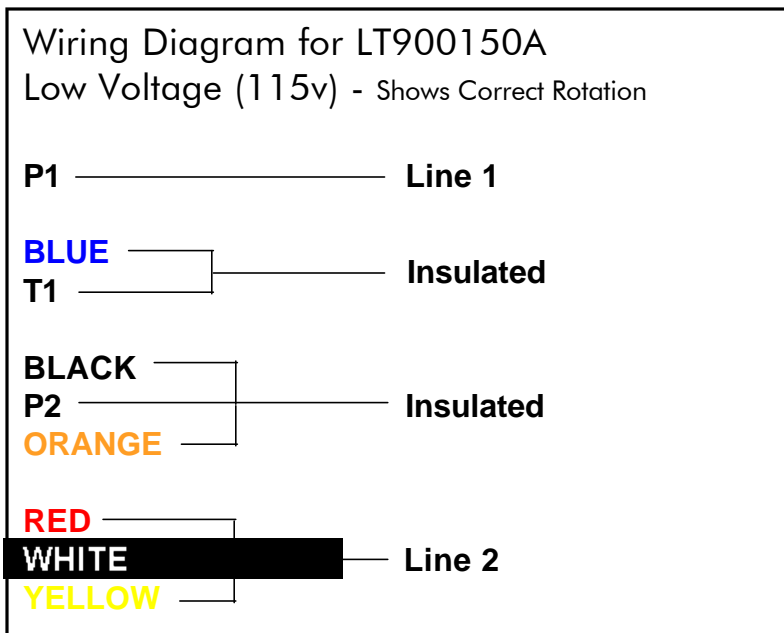 Wiring Diagram for LT900150A
Low Voltage (115v) - Shows Correct Rotation
P1 Line 1
BLUE
T1
Insulated
BLACK
P2 Insulated
ORANGE
RED
WHITE Line 2
YELLOW